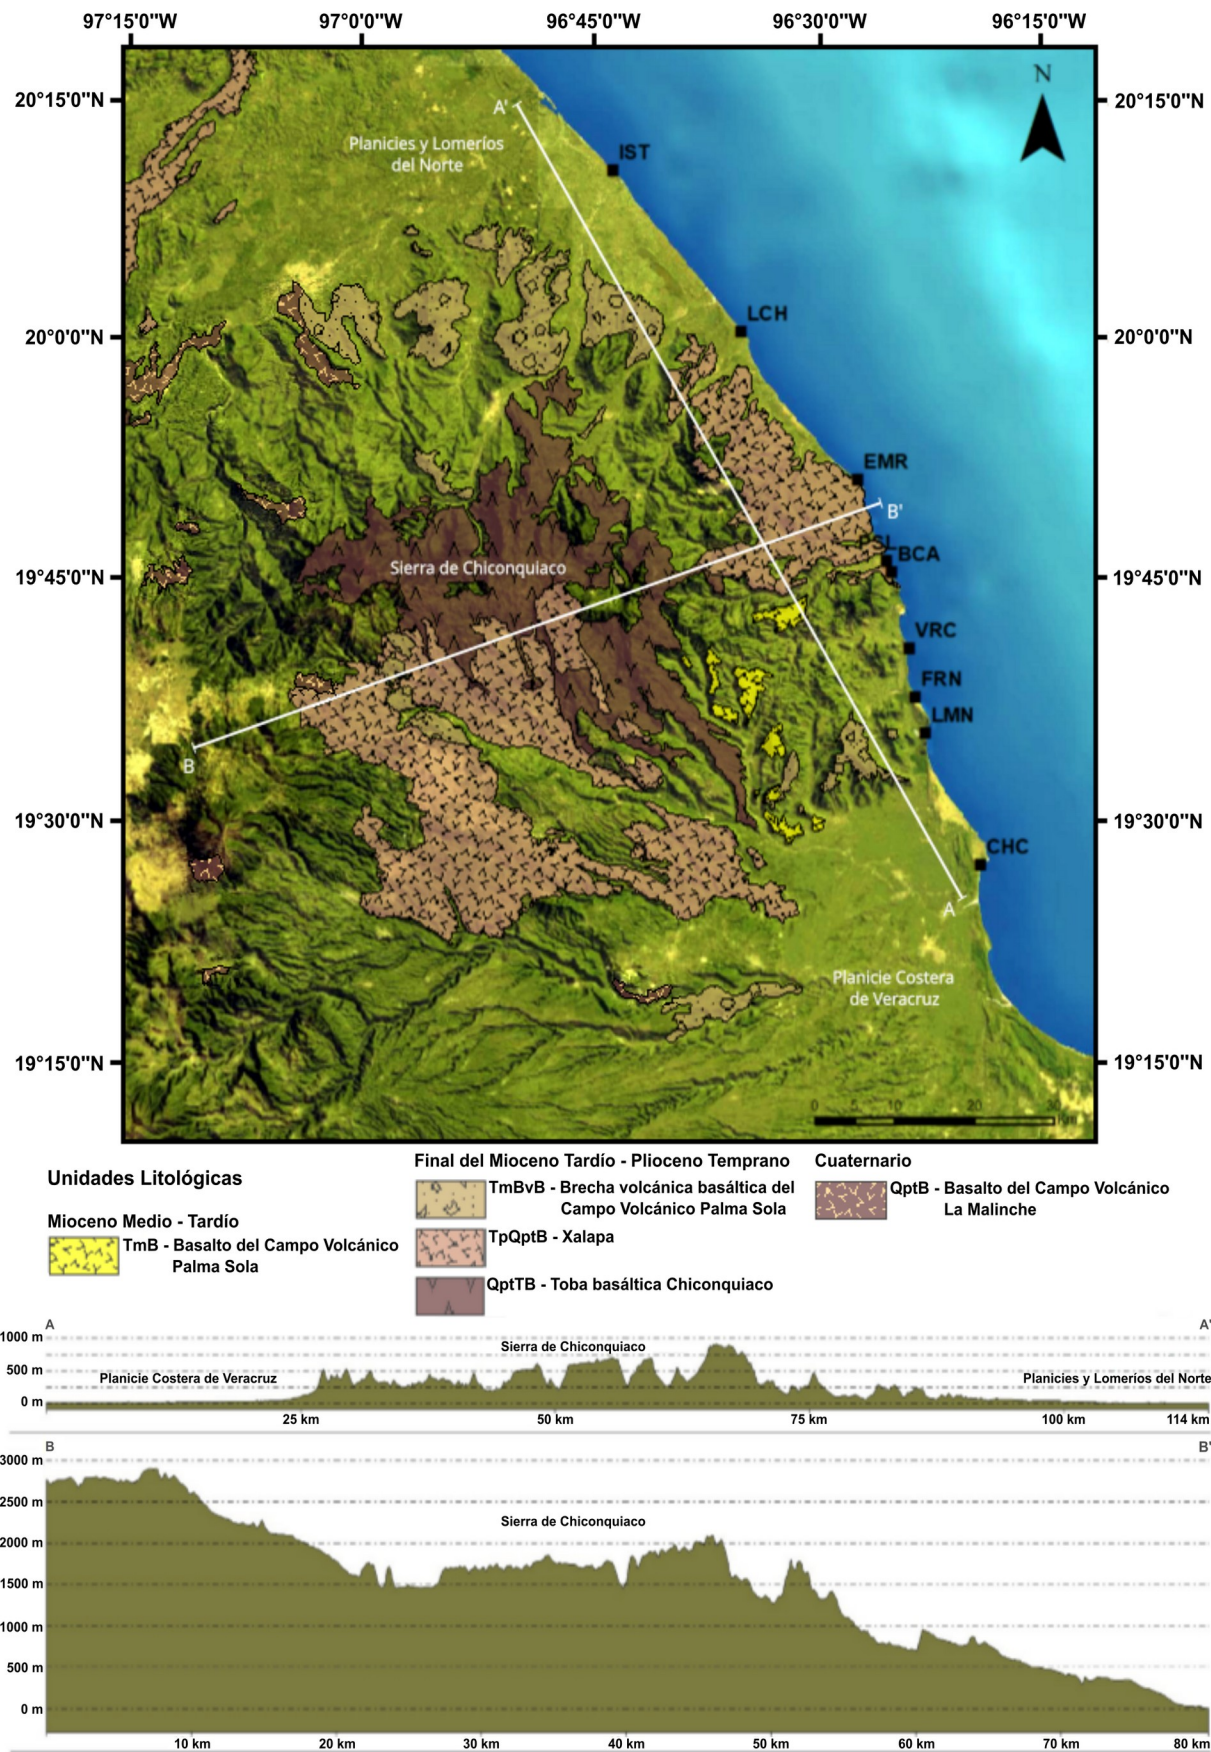 97°15'0"W 97°0'0"W 96°45'0"W 96°30'0"W 96°15'0"W
N
20°15'0"N 20°15'0"N
A'
IST
Planicies y Lomeríos
del Norte
LCH
20°0'0"N 20°0'0"N
EMR
B'
BCA
Sierra de Chiconquiaco
19°45'0"N 19°45'0"N
VRC
FRN
LMN
B
19°30'0"N 19°30'0"N
CHC
A
Planicie Costera
de Veracruz
19°15'0"N 19°15'0"N
0 5 10 20
Unidades Litológicas
Mioceno Medio - Tardío
TmB - Basalto del Campo Volcánico
Palma Sola
Final del Mioceno Tardío - Plioceno Temprano
TmBvB - Brecha volcánica basáltica del
Campo Volcánico Palma Sola
TpQptB - Xalapa
QptTB - Toba basáltica Chiconquiaco
Cuaternario
QptB - Basalto del Campo Volcánico
La Malinche
A A'
1000 m
Sierra de Chiconquiaco
500 m
Planicie Costera de Veracruz Planicies y Lomeríos del Norte
0 m
25 km 50 km 75 km 100 km 114 km
B B'
3000 m
2500 m
Sierra de Chiconquiaco
2000 m
1500 m
1000 m
500 m
0 m
10 km 20 km 30 km 40 km 50 km 60 km 70 km 80 km